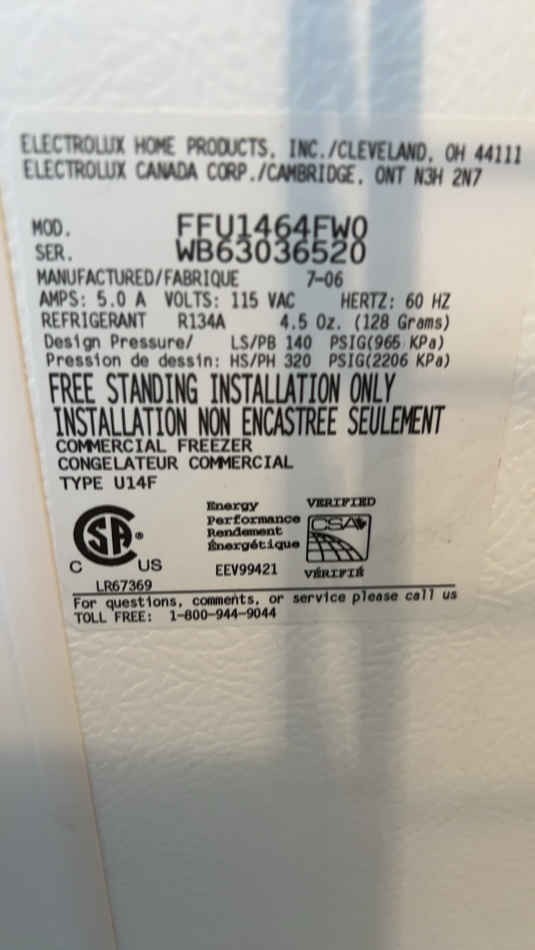 ELECTROLUX HOME PRODUCTS, INC./CLEVELAND, OH 44111
ELECTROLUX CANADA CORP./CAMBRIDGE, ONT N3H 2N7
MOD. FFU1464FW0
SER. WB63036520
MANUFACTURED/FABRIQUE 7-06
AMPS: 5.0 A VOLTS: 115 VAC HERTZ: 60 HZ
REFRIGERANT R134A 4.5 Oz. (128 Grams)
Design Pressure/ LS/PB 140 PSIG(965 KPa)
Pression de dessin: HS/PH 320 PSIG(2206 KPa)
FREE STANDING INSTALLATION ONLY
INSTALLATION NON ENCASTREE SEULEMENT
COMMERCIAL FREEZER
CONGELATEUR COMMERCIAL
TYPE U14F
Energy VERIFIED
Performance
Rendement CSA
Énergétique
SA ®
C US
EEV99421 VÉRIFIÉ
LR67369
For questions, comments, or service please call us
TOLL FREE: 1-800-944-9044